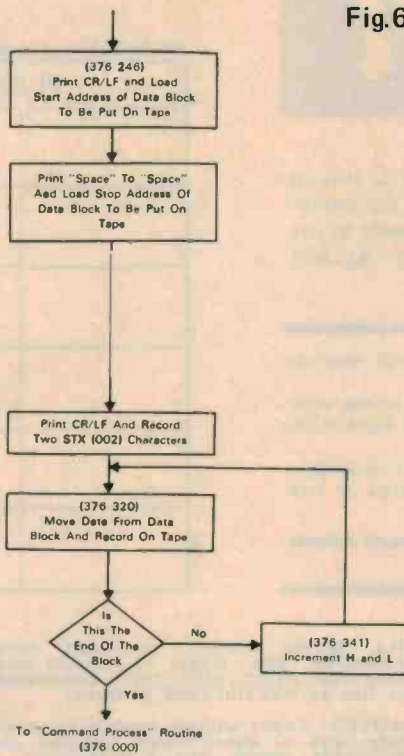 Fig.6
(376 246)
Print CR/LF and Load
Start Address of Data Block
To Be Put On Tape
Print "Space" To "Space"
And Load Stop Address Of
Data Block To Be Put On
Tape
Print CR/LF And Record
Two STX (002) Characters
(376 320)
Move Data From Data
Block And Record On Tape
Is
This The
End Of The
Block
No
(376 341)
Increment H and L
Yes
To "Command Process" Routine
(376 000)